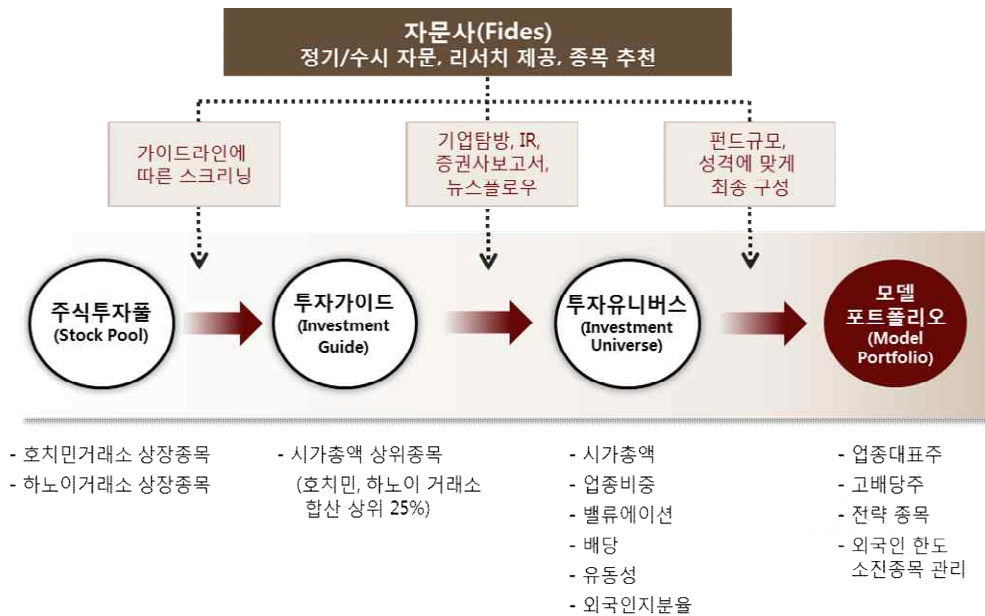 자문사(Fides)
정기/수시 자문, 리서치 제공, 종목 추천
가이드라인에
따른 스크리닝
기업탐방, IR,
증권사보고서,
뉴스플로우
펀드규모,
성격에 맞게
최종 구성
주식투자풀
(Stock Pool)
투자가이드
(Investment
Guide)
투자유니버스
(Investment
Universe)
모델
포트폴리오
(Model
Portfolio)
- 호치민거래소 상장종목
- 하노이거래소 상장종목
- 시가총액 상위종목
(호치민, 하노이 거래소
합산 상위 25%)
- 시가총액
- 업종비중
- 밸류에이션
- 배당
- 유동성
- 외국인지분율
- 업종대표주
- 고배당주
- 전략 종목
- 외국인 한도
소진종목 관리